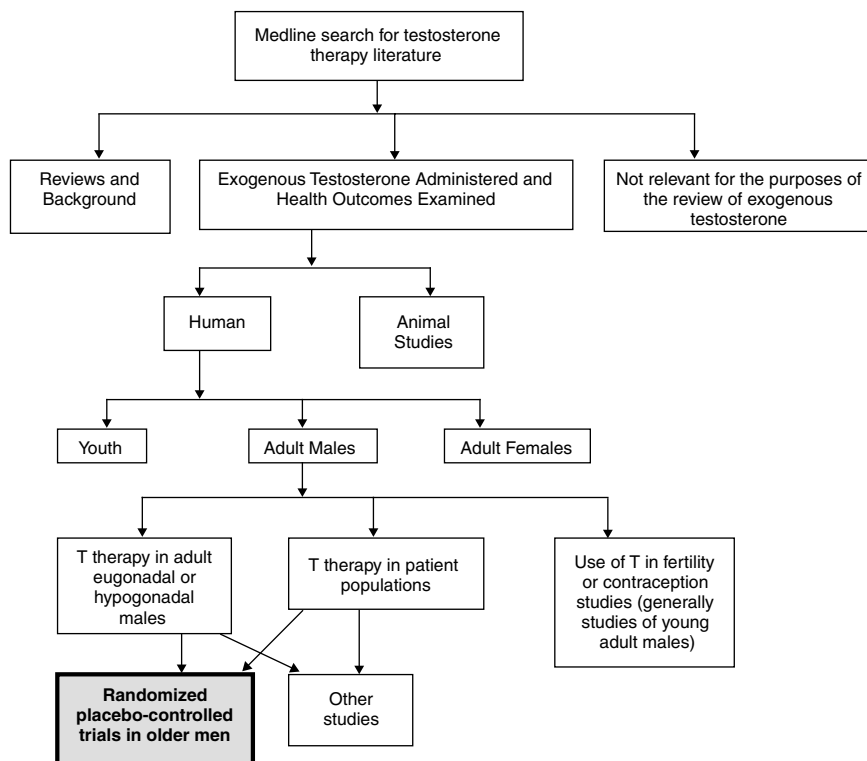 Medline search for testosterone
therapy literature
Reviews and
Background
Exogenous Testosterone Administered and
Health Outcomes Examined
Not relevant for the purposes of
the review of exogenous
testosterone
Human
Animal
Studies
Youth
Adult Males
Adult Females
T therapy in adult
eugonadal or
hypogonadal
males
T therapy in patient
populations
Use of T in fertility
or contraception
studies (generally
studies of young
adult males)
Randomized
placebo-controlled
trials in older men
Other
studies